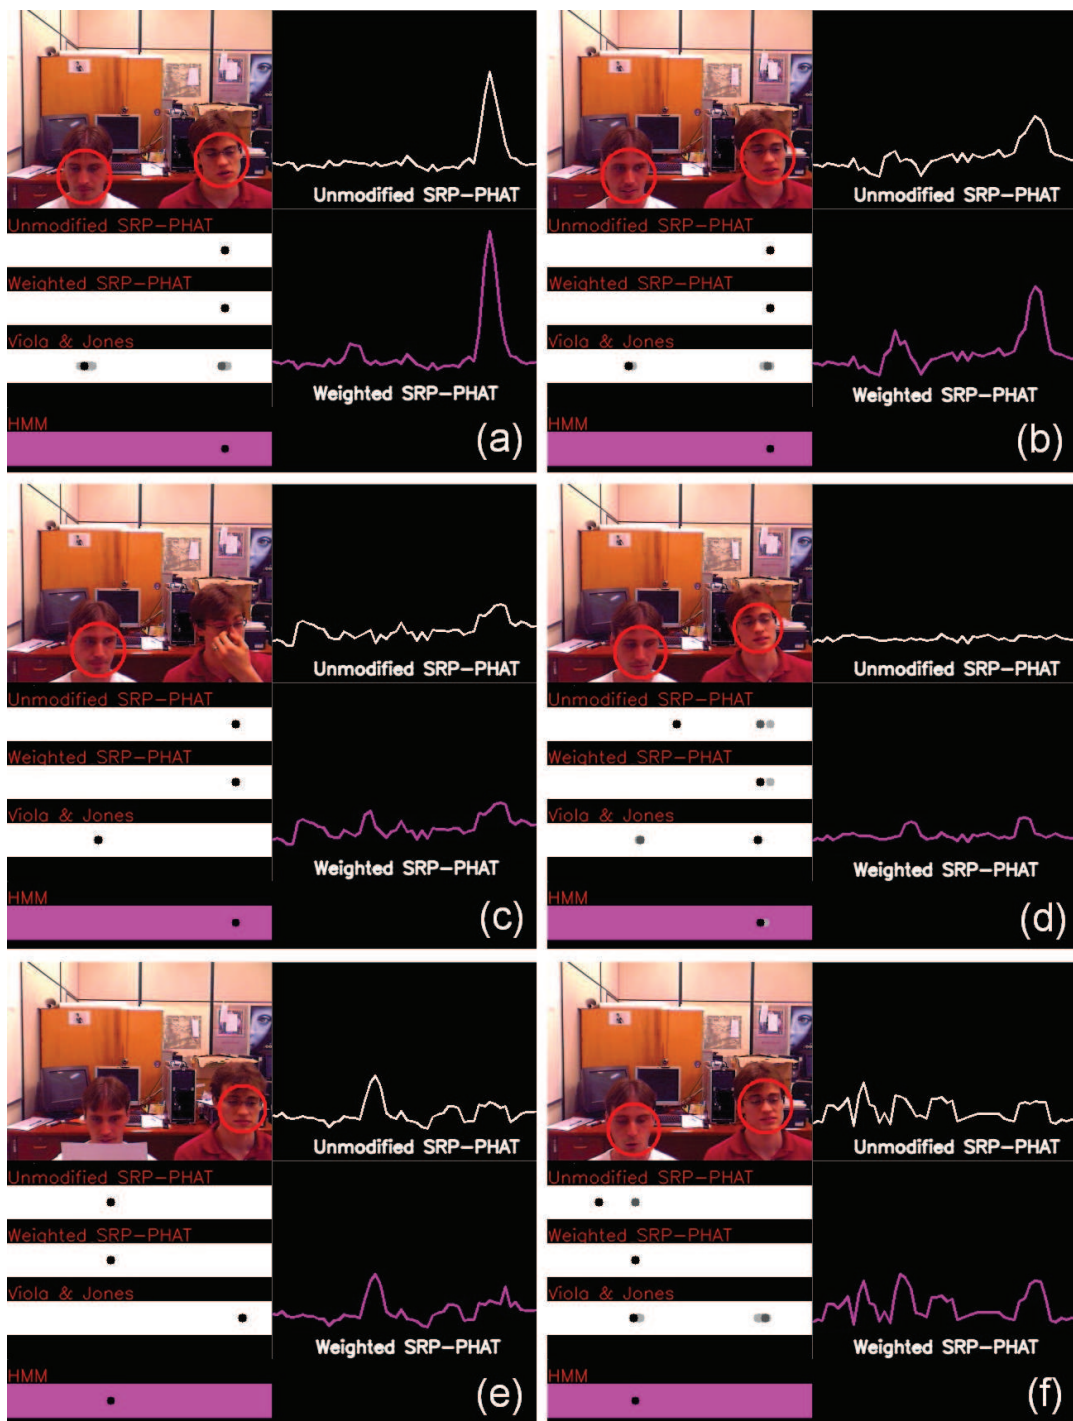 Unmodified SRP-PHAT
Unmodified SRP-PHAT
Weighted SRP-PHAT
Viola & Jones
Weighted SRP-PHAT
HMM
(a)
Unmodified SRP-PHAT
Unmodified SRP-PHAT
Weighted SRP-PHAT
Viola & Jones
Weighted SRP-PHAT
HMM
(b)
Unmodified SRP-PHAT
Unmodified SRP-PHAT
Weighted SRP-PHAT
Viola & Jones
Weighted SRP-PHAT
HMM
(c)
Unmodified SRP-PHAT
Unmodified SRP-PHAT
Weighted SRP-PHAT
Viola & Jones
Weighted SRP-PHAT
HMM
(d)
Unmodified SRP-PHAT
Unmodified SRP-PHAT
Weighted SRP-PHAT
Viola & Jones
Weighted SRP-PHAT
HMM
(e)
Unmodified SRP-PHAT
Unmodified SRP-PHAT
Weighted SRP-PHAT
Viola & Jones
Weighted SRP-PHAT
HMM
(f)